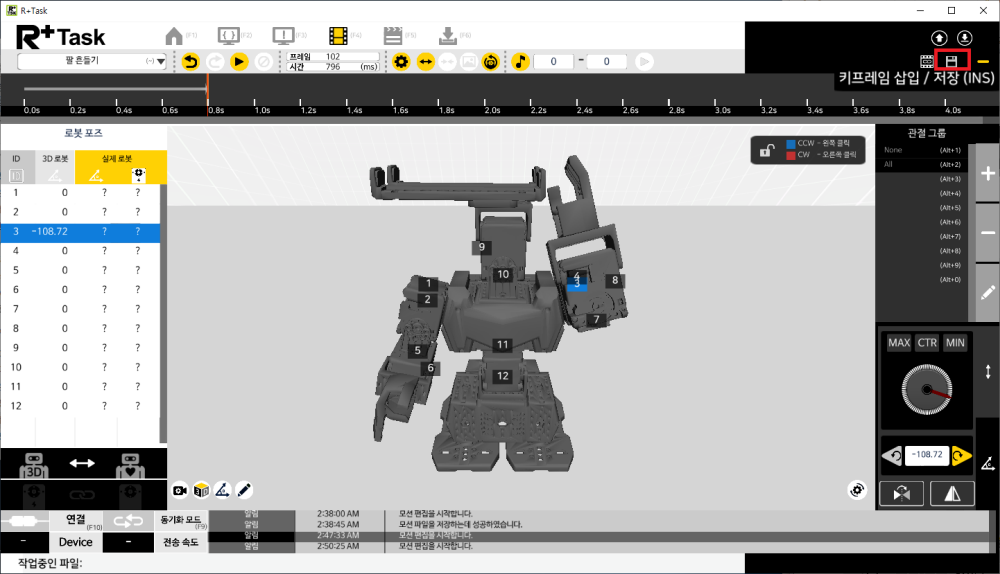 R+Task
R+Task
(F1)
(F2)
(F3)
(F4)
(F5)
(F6)
팔 흔들기 (-)
프레임 102
시간 796 (ms)
0 - 0
키프레임 삽입 / 저장 (INS)
0.0s 0.2s 0.4s 0.6s 0.8s 1.0s 1.2s 1.4s 1.6s 1.8s 2.0s 2.2s 2.4s 2.6s 2.8s 3.0s 3.2s 3.4s 3.6s 3.8s 4.0s
로봇 포즈
ID 3D 로봇 실제 로봇
1 0 ? ?
2 0 ? ?
3 -108.72 ? ?
4 0 ? ?
5 0 ? ?
6 0 ? ?
7 0 ? ?
8 0 ? ?
9 0 ? ?
10 0 ? ?
11 0 ? ?
12 0 ? ?
CCW - 왼쪽 클릭
CW - 오른쪽 클릭
9
10
4
3
8
1
2
7
11
5
6
12
관절 그룹
None (Alt+1)
All (Alt+2)
(Alt+3)
(Alt+4)
(Alt+5)
(Alt+6)
(Alt+7)
(Alt+8)
(Alt+9)
(Alt+0)
MAX CTR MIN
-108.72
3D
3D
연결 (F10)
동기화 모드 (F9)
- Device - 전송 속도
알림 2:38:00 AM 모션 편집을 시작합니다.
알림 2:38:45 AM 모션 파일을 저장하는데 성공하였습니다.
알림 2:47:33 AM 모션 편집을 시작합니다.
알림 2:50:25 AM 모션 편집을 시작합니다.
작업중인 파일: